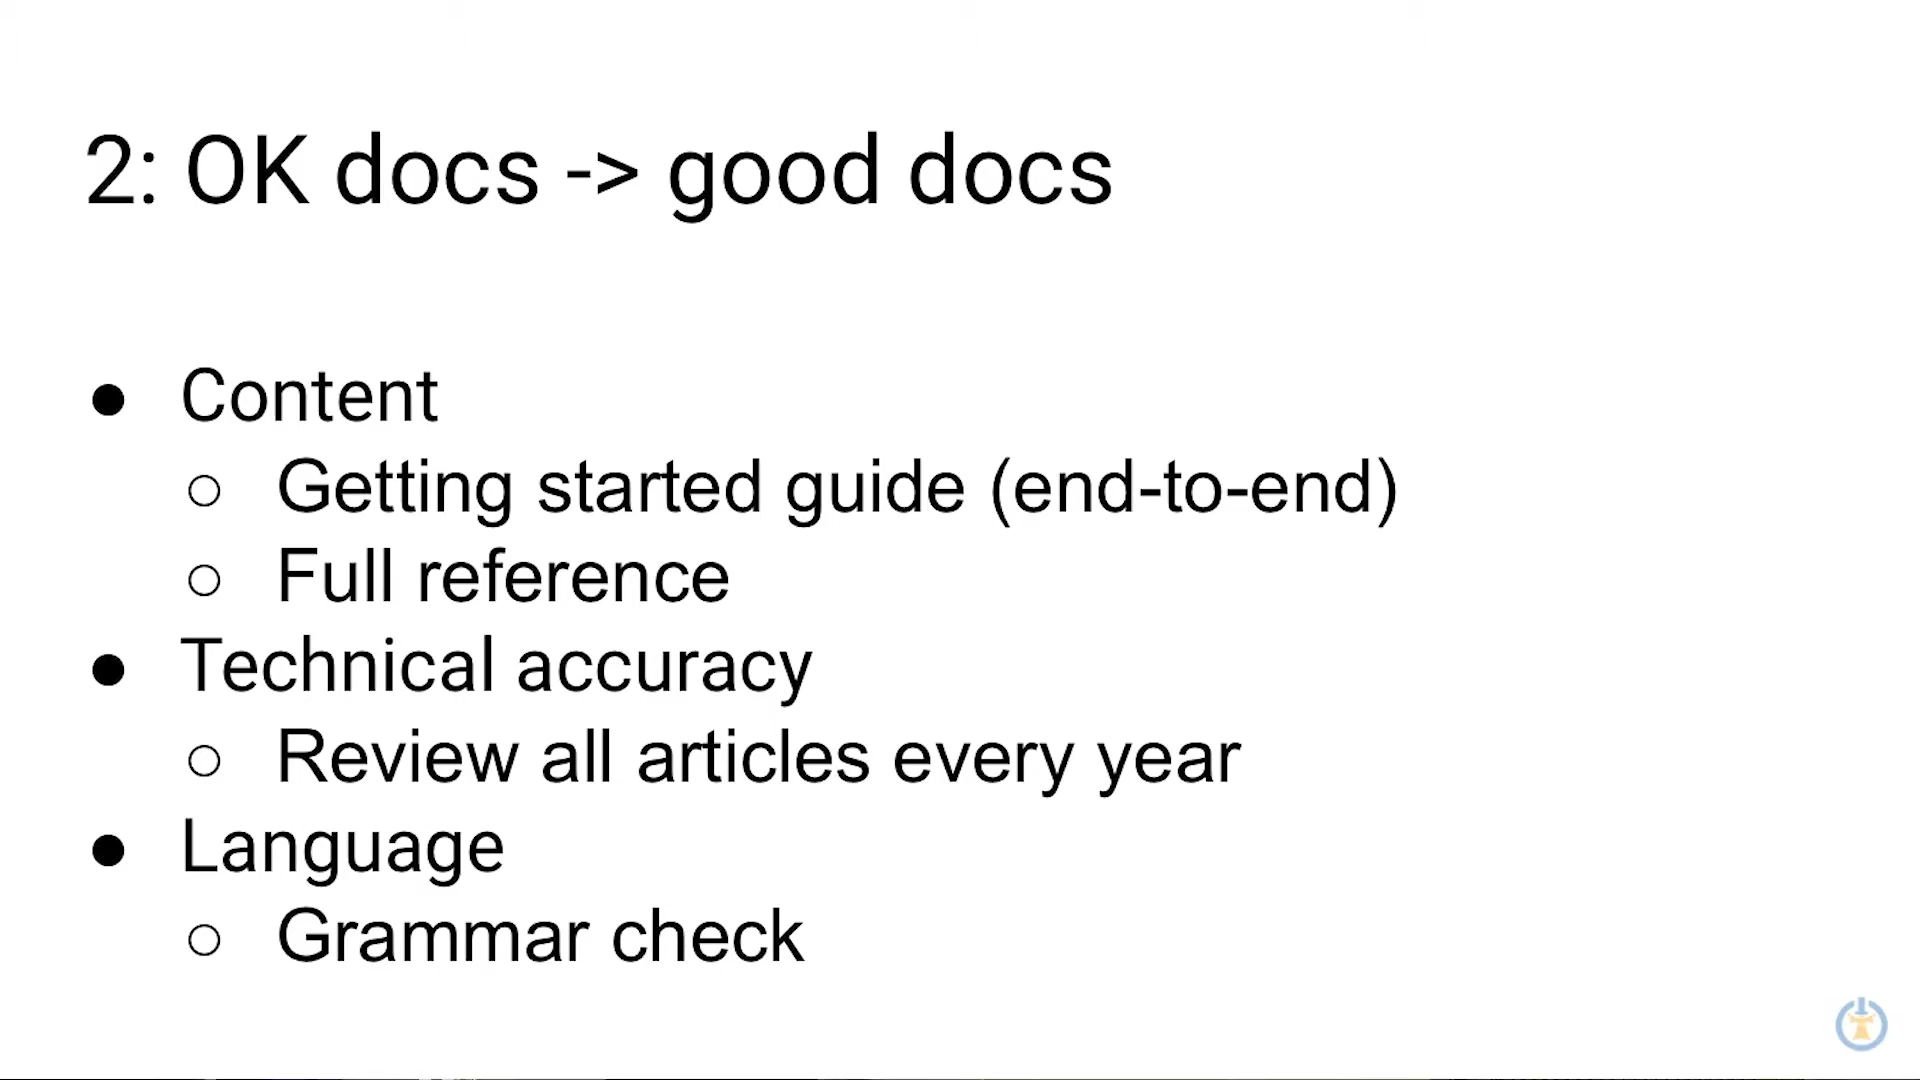 2: OK docs -> good docs
● Content
○ Getting started guide (end-to-end)
○ Full reference
● Technical accuracy
○ Review all articles every year
● Language
○ Grammar check